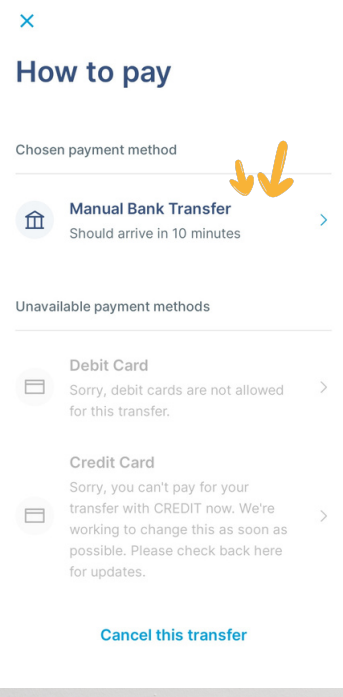 How to pay
Chosen payment method
Manual Bank Transfer
Should arrive in 10 minutes
Unavailable payment methods
Debit Card
Sorry, debit cards are not allowed
for this transfer.
Credit Card
Sorry, you can't pay for your
transfer with CREDIT now. We're
working to change this as soon as
possible. Please check back here
for updates.
Cancel this transfer